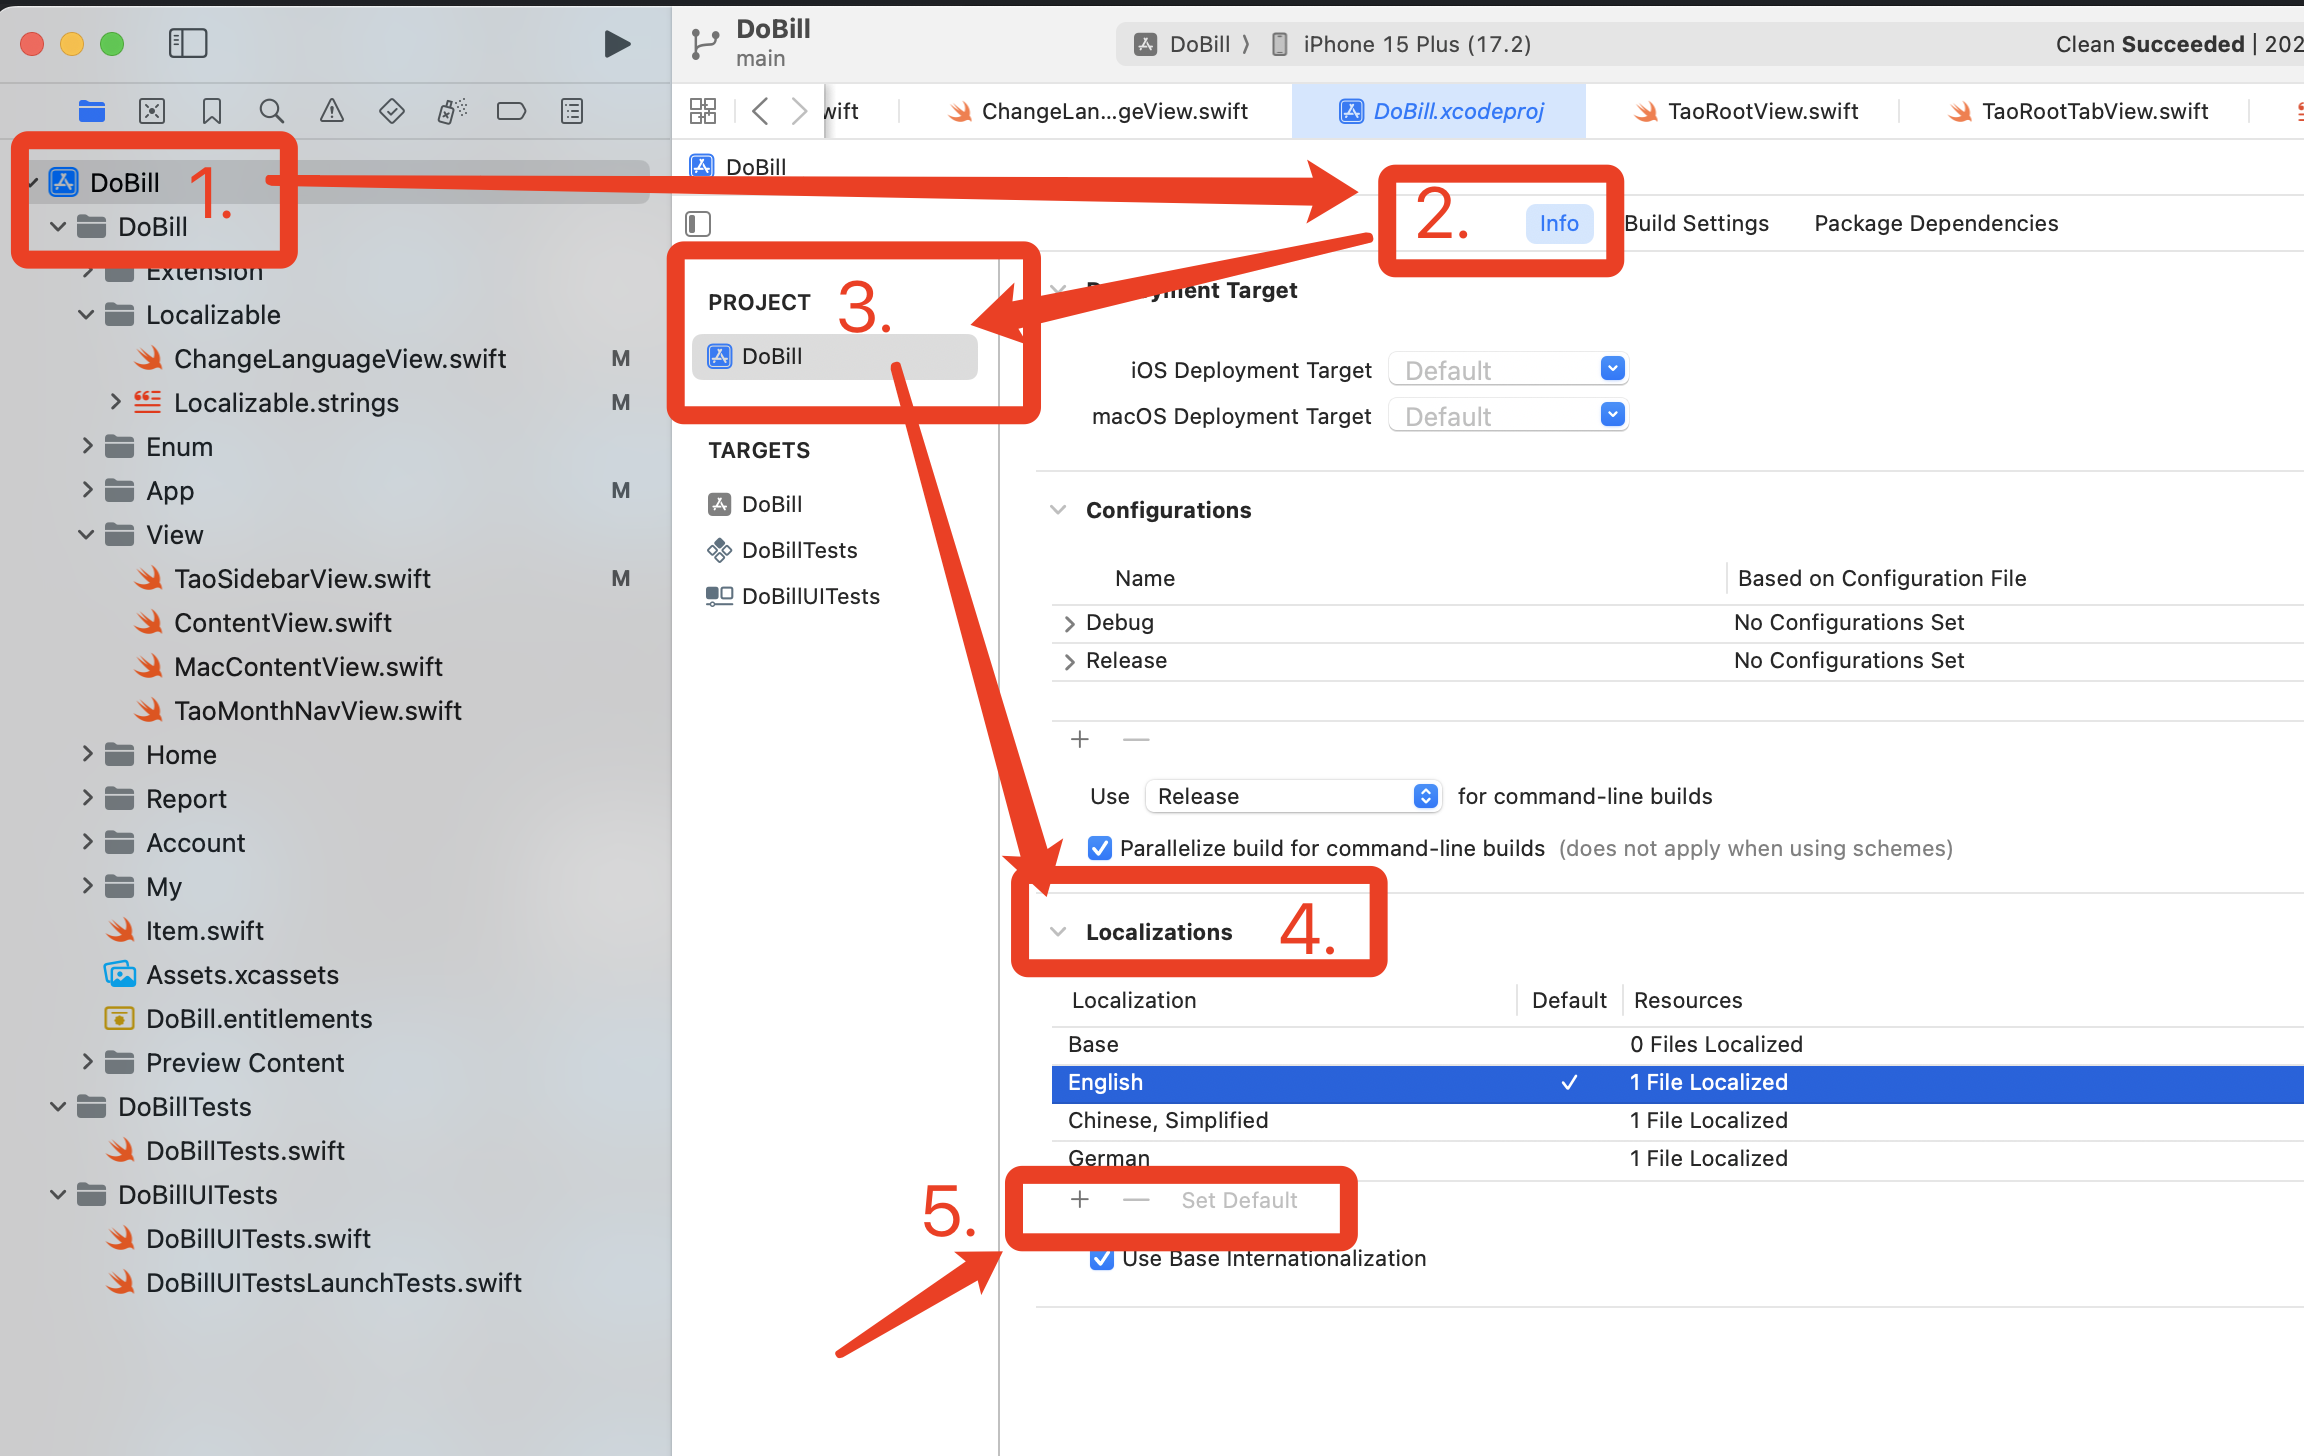 DoBill
main
DoBill ⟩ iPhone 15 Plus (17.2)
Clean Succeeded | 202
wift
ChangeLan...geView.swift
DoBill.xcodeproj
TaoRootView.swift
TaoRootTabView.swift
DoBill
1.
DoBill
Extension
Localizable
ChangeLanguageView.swift M
Localizable.strings M
Enum
App M
View
TaoSidebarView.swift M
ContentView.swift
MacContentView.swift
TaoMonthNavView.swift
Home
Report
Account
My
Item.swift
Assets.xcassets
DoBill.entitlements
Preview Content
DoBillTests
DoBillTests.swift
DoBillUITests
DoBillUITests.swift
DoBillUITestsLaunchTests.swift
DoBill
2.
Info
Build Settings
Package Dependencies
PROJECT
3.
DoBill
TARGETS
DoBill
DoBillTests
DoBillUITests
Target
iOS Deployment Target Default
macOS Deployment Target Default
Configurations
Name Based on Configuration File
Debug No Configurations Set
Release No Configurations Set
+ —
Use Release for command-line builds
Parallelize build for command-line builds (does not apply when using schemes)
Localizations
4.
Localization Default Resources
Base 0 Files Localized
English ✓ 1 File Localized
Chinese, Simplified 1 File Localized
German 1 File Localized
5.
+ — Set Default
Use Base Internationalization